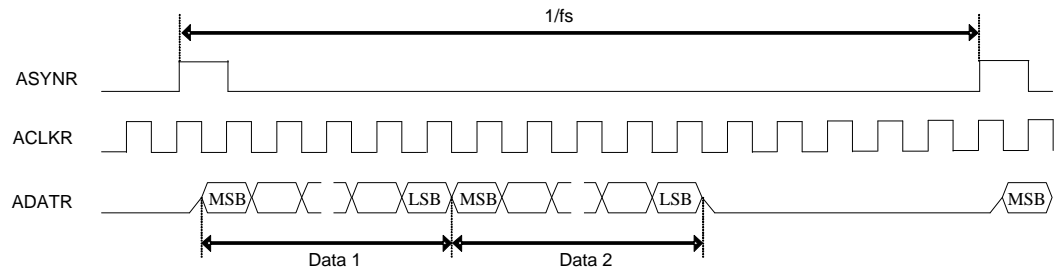 1/fs
ASYNR
ACLKR
ADATR
MSB
LSB
MSB
LSB
MSB
Data 1
Data 2